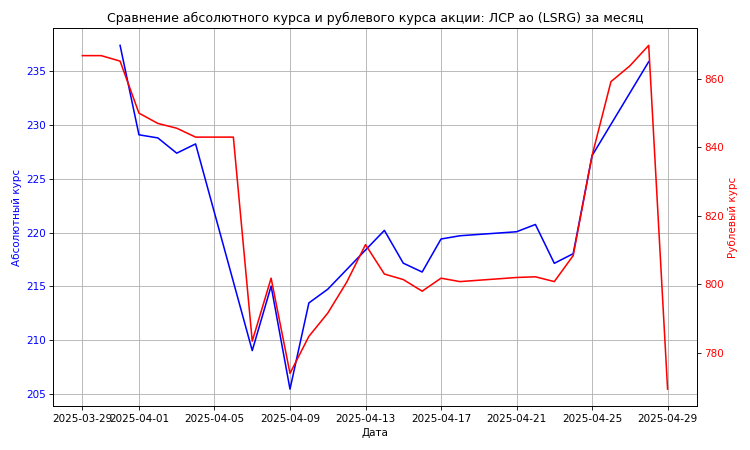 Сравнение абсолютного курса и рублевого курса акции: ЛСР ао (LSRG) за месяц
Абсолютный курс
235
230
225
220
215
210
205
860
840
820
800
780
Рублевый курс
2025-03-29 2025-04-01 2025-04-05 2025-04-09 2025-04-13 2025-04-17 2025-04-21 2025-04-25 2025-04-29
Дата